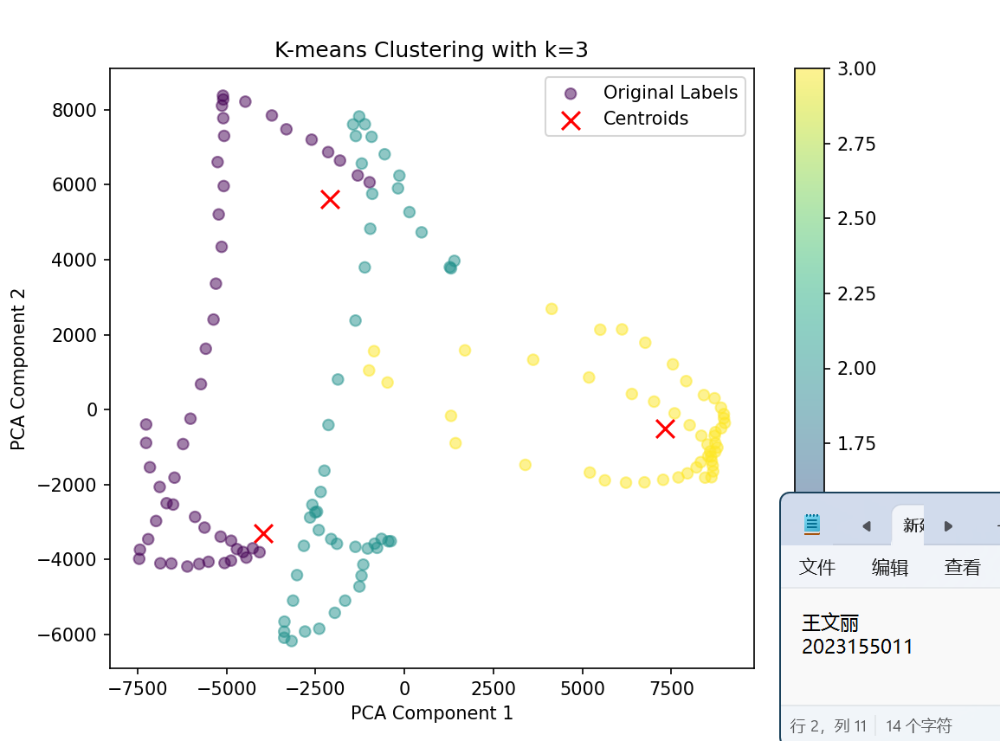 K-means Clustering with k=3
Original Labels
Centroids
8000
6000
4000
2000
0
−2000
−4000
−6000
PCA Component 2
−7500
−5000
−2500
0
2500
5000
7500
PCA Component 1
3.00
2.75
2.50
2.25
2.00
1.75
文件
编辑
查看
王文丽
2023155011
行 2，列 11
14 个字符